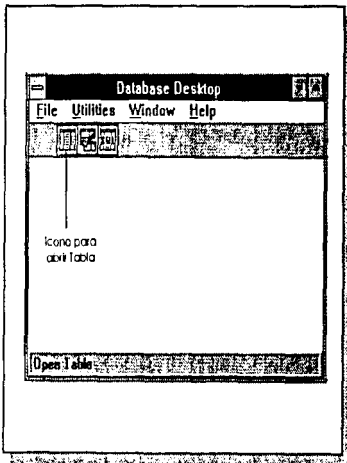 Database Desktop
File Utilities Window Help
Icono para
abrir Tabla
Open Table